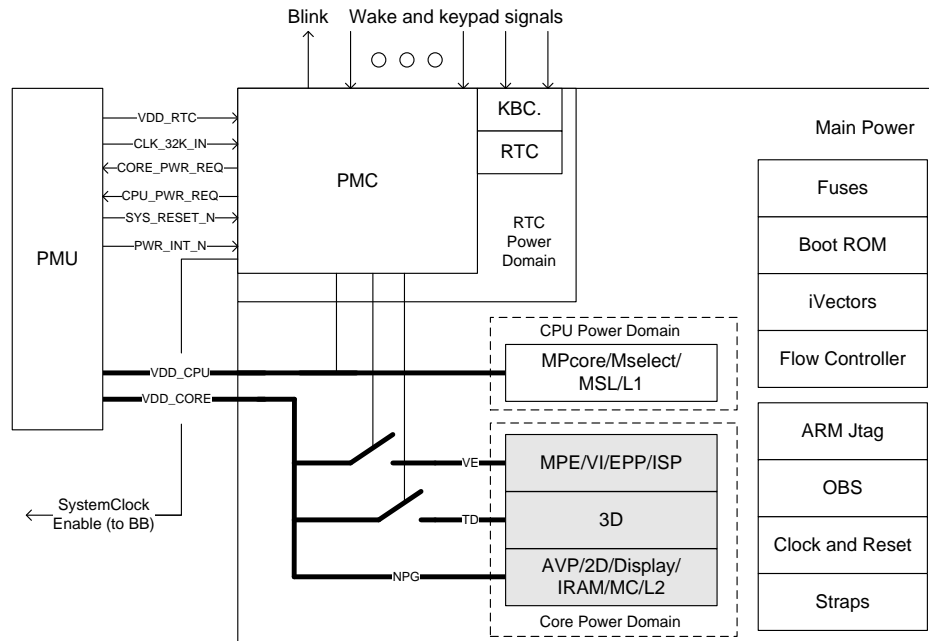 Blink
Wake and keypad signals
PMU
VDD_RTC
CLK_32K_IN
CORE_PWR_REQ
CPU_PWR_REQ
SYS_RESET_N
PWR_INT_N
PMC
KBC.
RTC
RTC
Power
Domain
Main Power
Fuses
Boot ROM
iVectors
Flow Controller
CPU Power Domain
MPcore/Mselect/
MSL/L1
VDD_CPU
VDD_CORE
ARM Jtag
OBS
Clock and Reset
Straps
VE
MPE/VI/EPP/ISP
TD
3D
NPG
AVP/2D/Display/
IRAM/MC/L2
Core Power Domain
SystemClock
Enable (to BB)